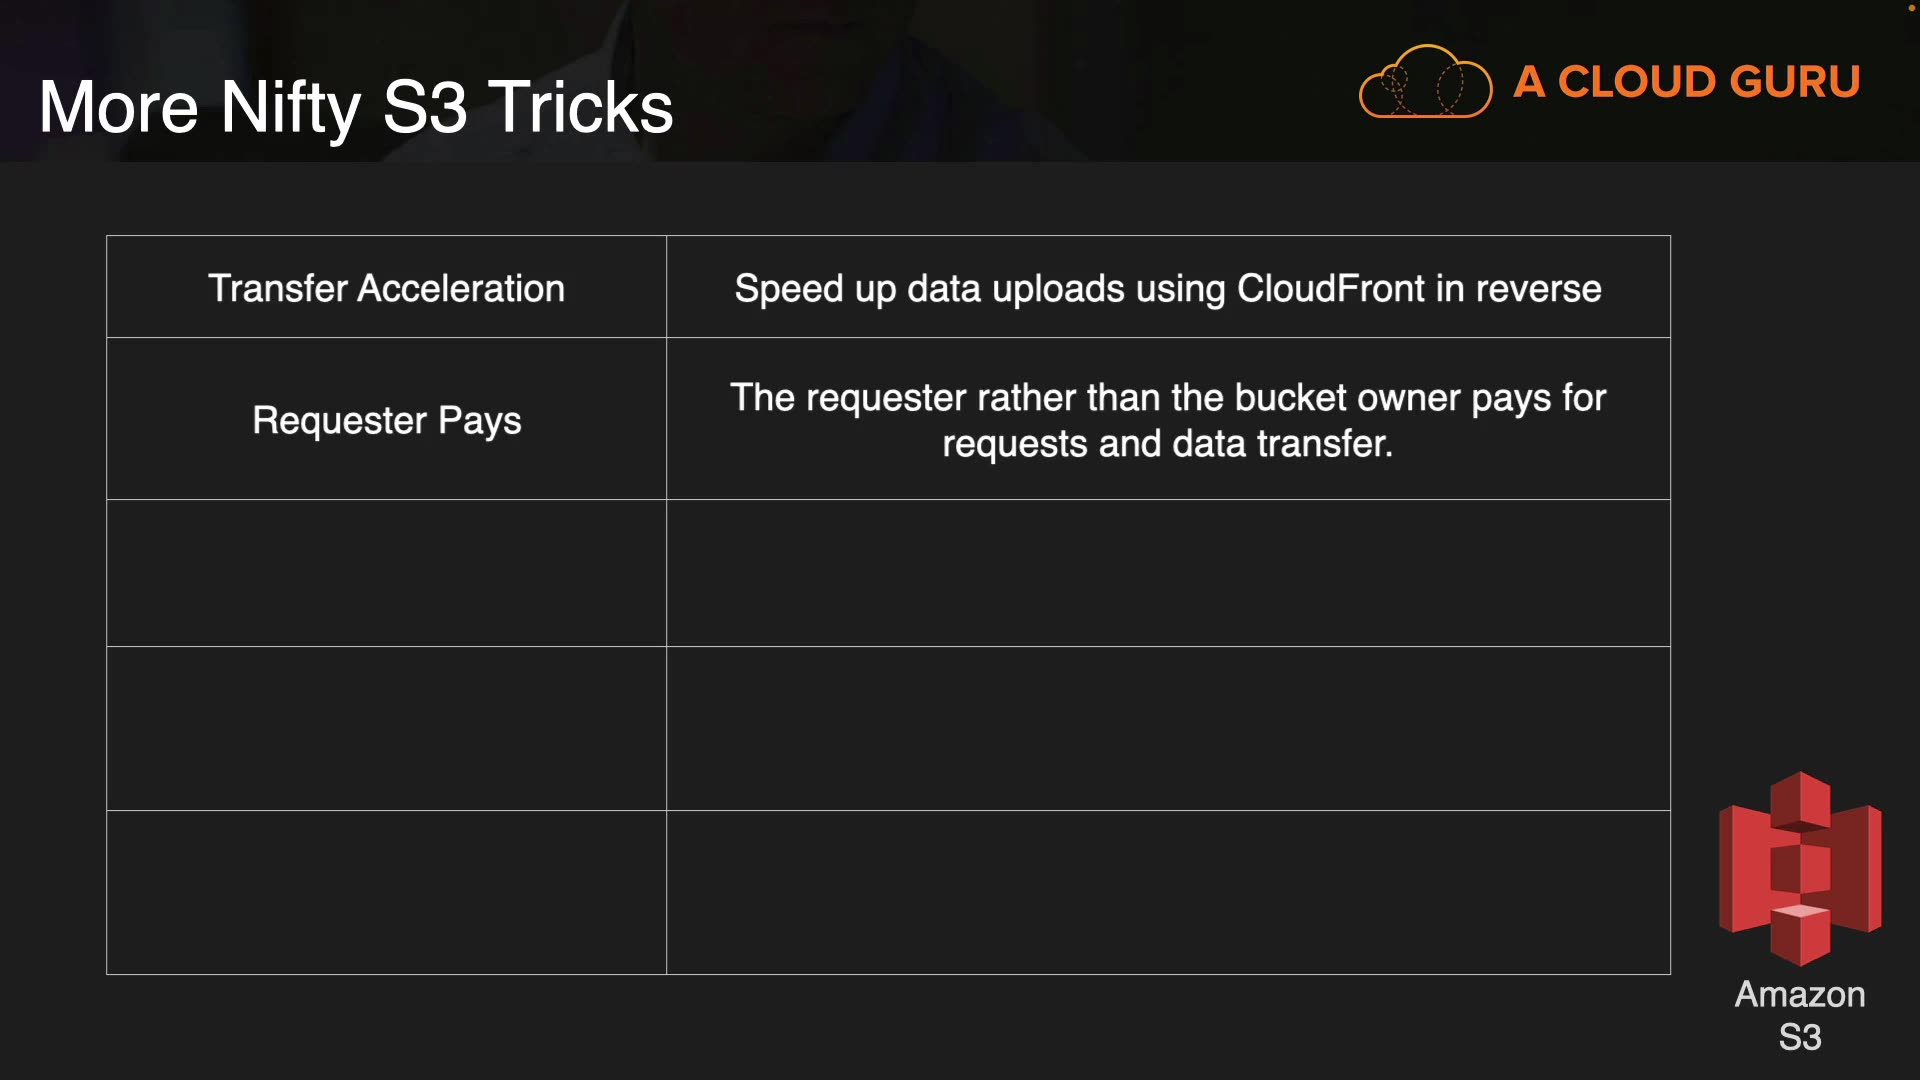 More Nifty S3 Tricks
A CLOUD GURU
Transfer Acceleration
Speed up data uploads using CloudFront in reverse
Requester Pays
The requester rather than the bucket owner pays for
requests and data transfer.
Amazon
S3